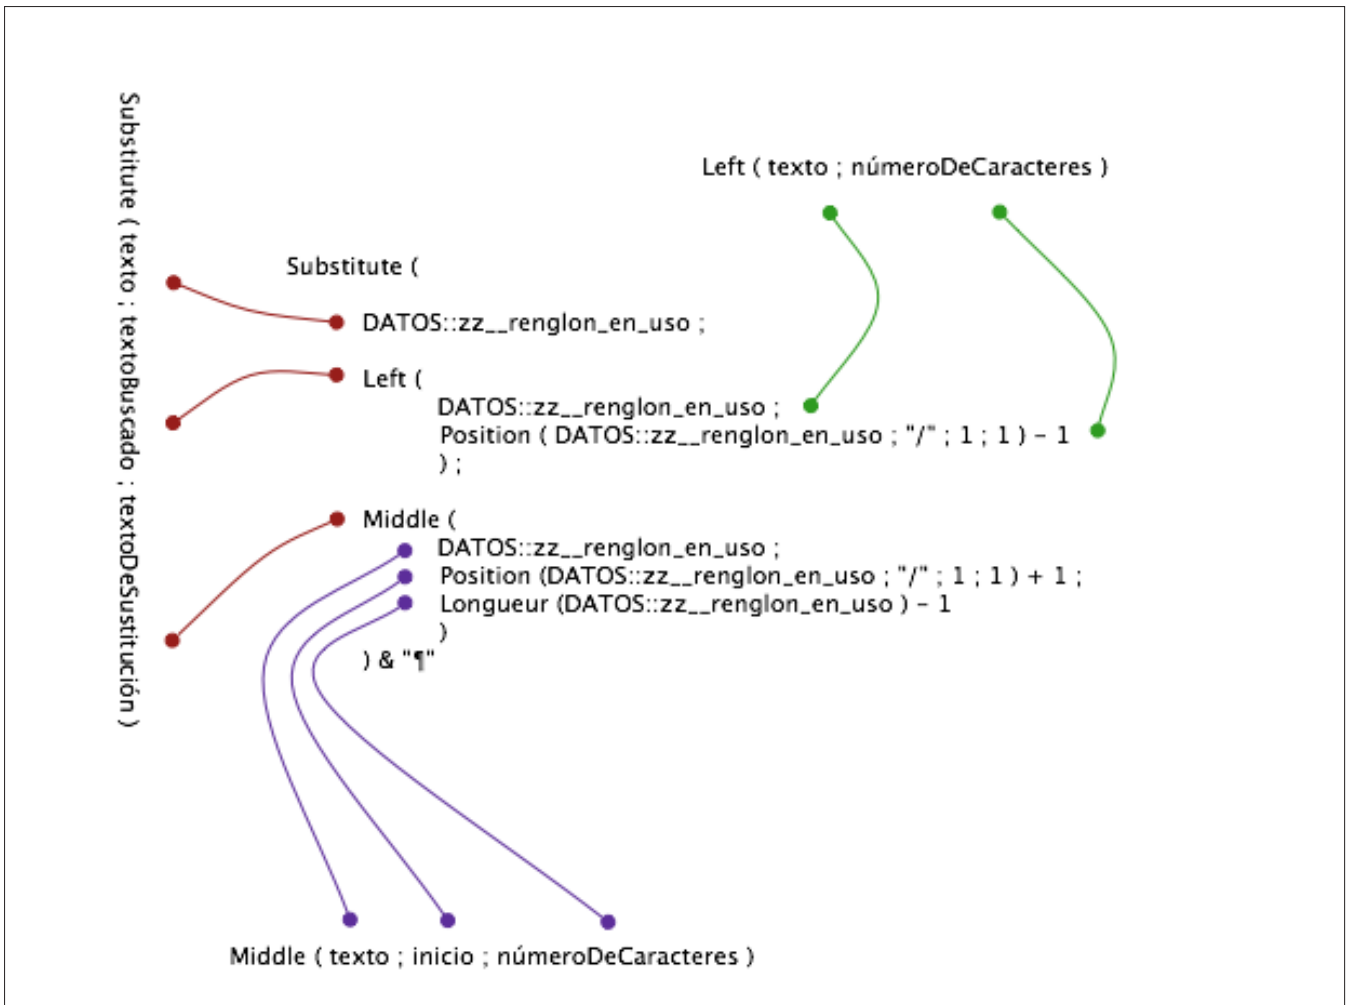 Substitute ( texto ; textoBuscado ; textoDeSustitución )
Left ( texto ; númeroDeCaracteres )
Substitute (
DATOS::zz__renglon_en_uso ;
Left (
DATOS::zz__renglon_en_uso ;
Position ( DATOS::zz__renglon_en_uso ; "/" ; 1 ; 1 ) - 1
) ;
Middle (
DATOS::zz__renglon_en_uso ;
Position (DATOS::zz__renglon_en_uso ; "/" ; 1 ; 1 ) + 1 ;
Longueur (DATOS::zz__renglon_en_uso ) - 1
)
) & "¶"
Middle ( texto ; inicio ; númeroDeCaracteres )